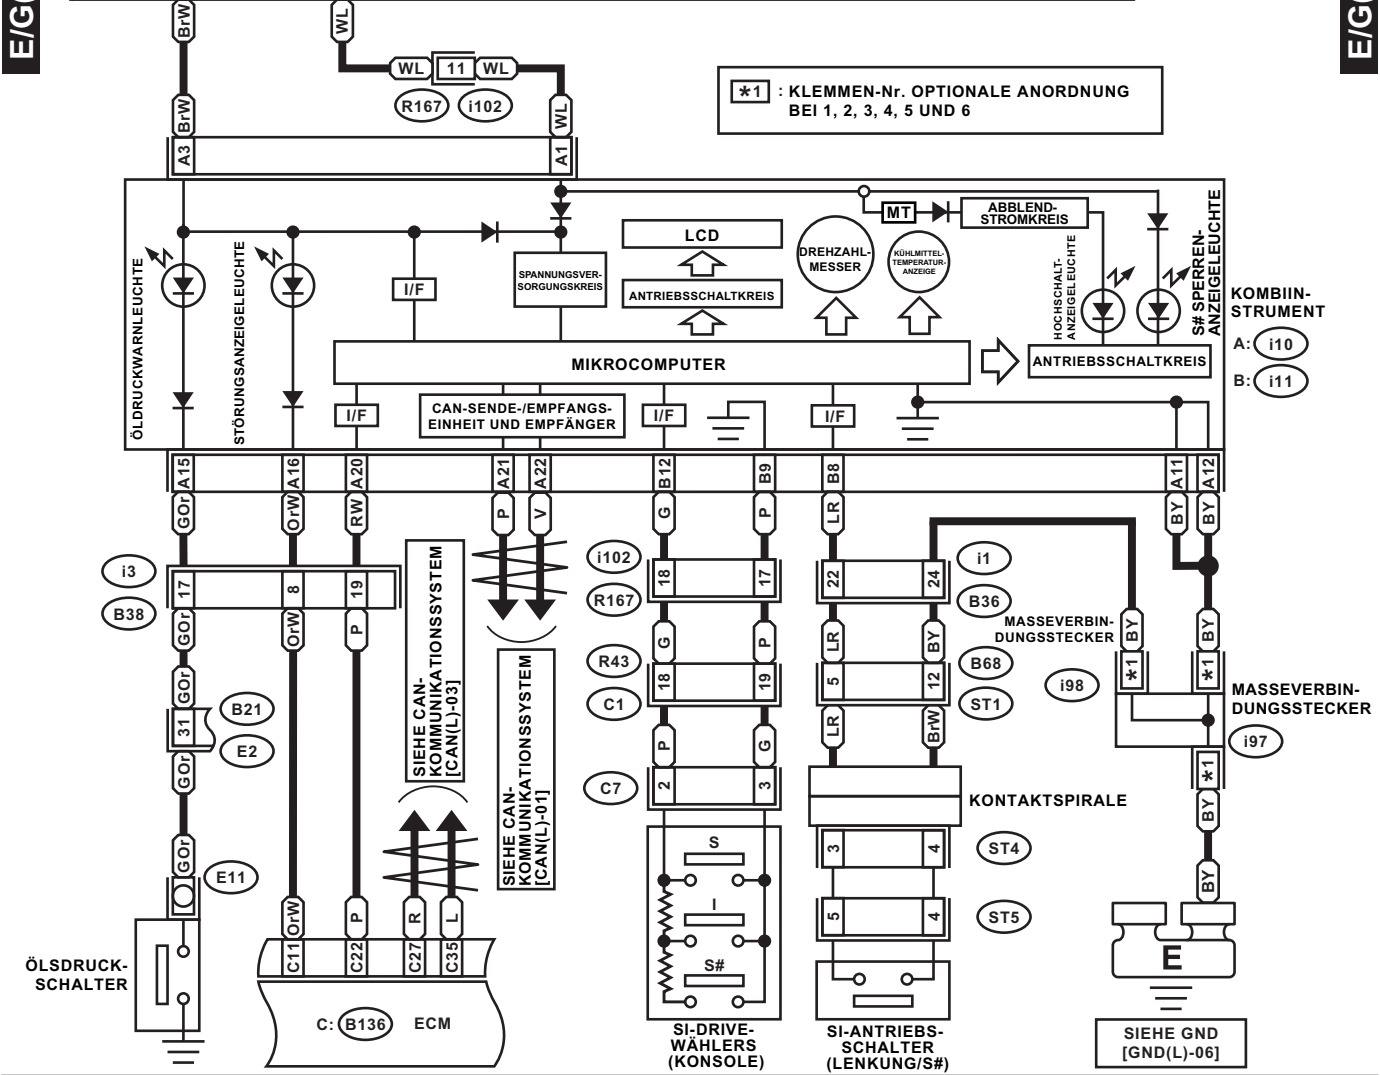 E/G(
E/G(
BrW
WL
WL 11 WL
R167 i102
BrW
WL
A3
A1
*1 : KLEMMEN-Nr. OPTIONALE ANORDNUNG
BEI 1, 2, 3, 4, 5 UND 6
ÖLDRUCKWARNLEUCHTE
STÖRUNGSANZEIGELEUCHTE
I/F
SPANNUNGSVER-
SORGUNGSKREIS
LCD
ANTRIEBSSCHALTKREIS
DREHZAHL-
MESSER
KÜHLMITTEL-
TEMPERATUR-
ANZEIGE
MT
ABBLEND-
STROMKREIS
HOCHSCHALT-
ANZEIGELEUCHTE
S# SPERREN-
ANZEIGELEUCHTE
KOMBIIN-
STRUMENT
A: i10
B: i11
MIKROCOMPUTER
ANTRIEBSSCHALTKREIS
I/F
CAN-SENDE-/EMPFANGS-
EINHEIT UND EMPFÄNGER
I/F
I/F
A15 A16 A20 A21 A22 B12 B9 B8 A11 A12
GOr OrW RW P V G P LR BY BY
i3
B38
17 8 19
GOr OrW P
GOr
31
B21
E2
GOr
GOr
E11
ÖLSDRUCK-
SCHALTER
SIEHE CAN-
KOMMUNIKATIONSSYSTEM
[CAN(L)-03]
SIEHE CAN-
KOMMUNIKATIONSSYSTEM
[CAN(L)-01]
OrW P R L
C11 C22 C27 C35
C: B136 ECM
i102
R167
18 17
G P
R43
C1
18 19
P G
C7
2 3
S
I
S#
SI-DRIVE-
WÄHLERS
(KONSOLE)
22 24
i1
B36
LR BY
5 12
B68
ST1
LR BrW
KONTAKTSPIRALE
3 4
ST4
5 4
ST5
SI-ANTRIEBS-
SCHALTER
(LENKUNG/S#)
MASSEVERBIN-
DUNGSSTECKER
BY BY
*1 *1
i98
MASSEVERBIN-
DUNGSSTECKER
i97
*1
BY
BY
E
SIEHE GND
[GND(L)-06]